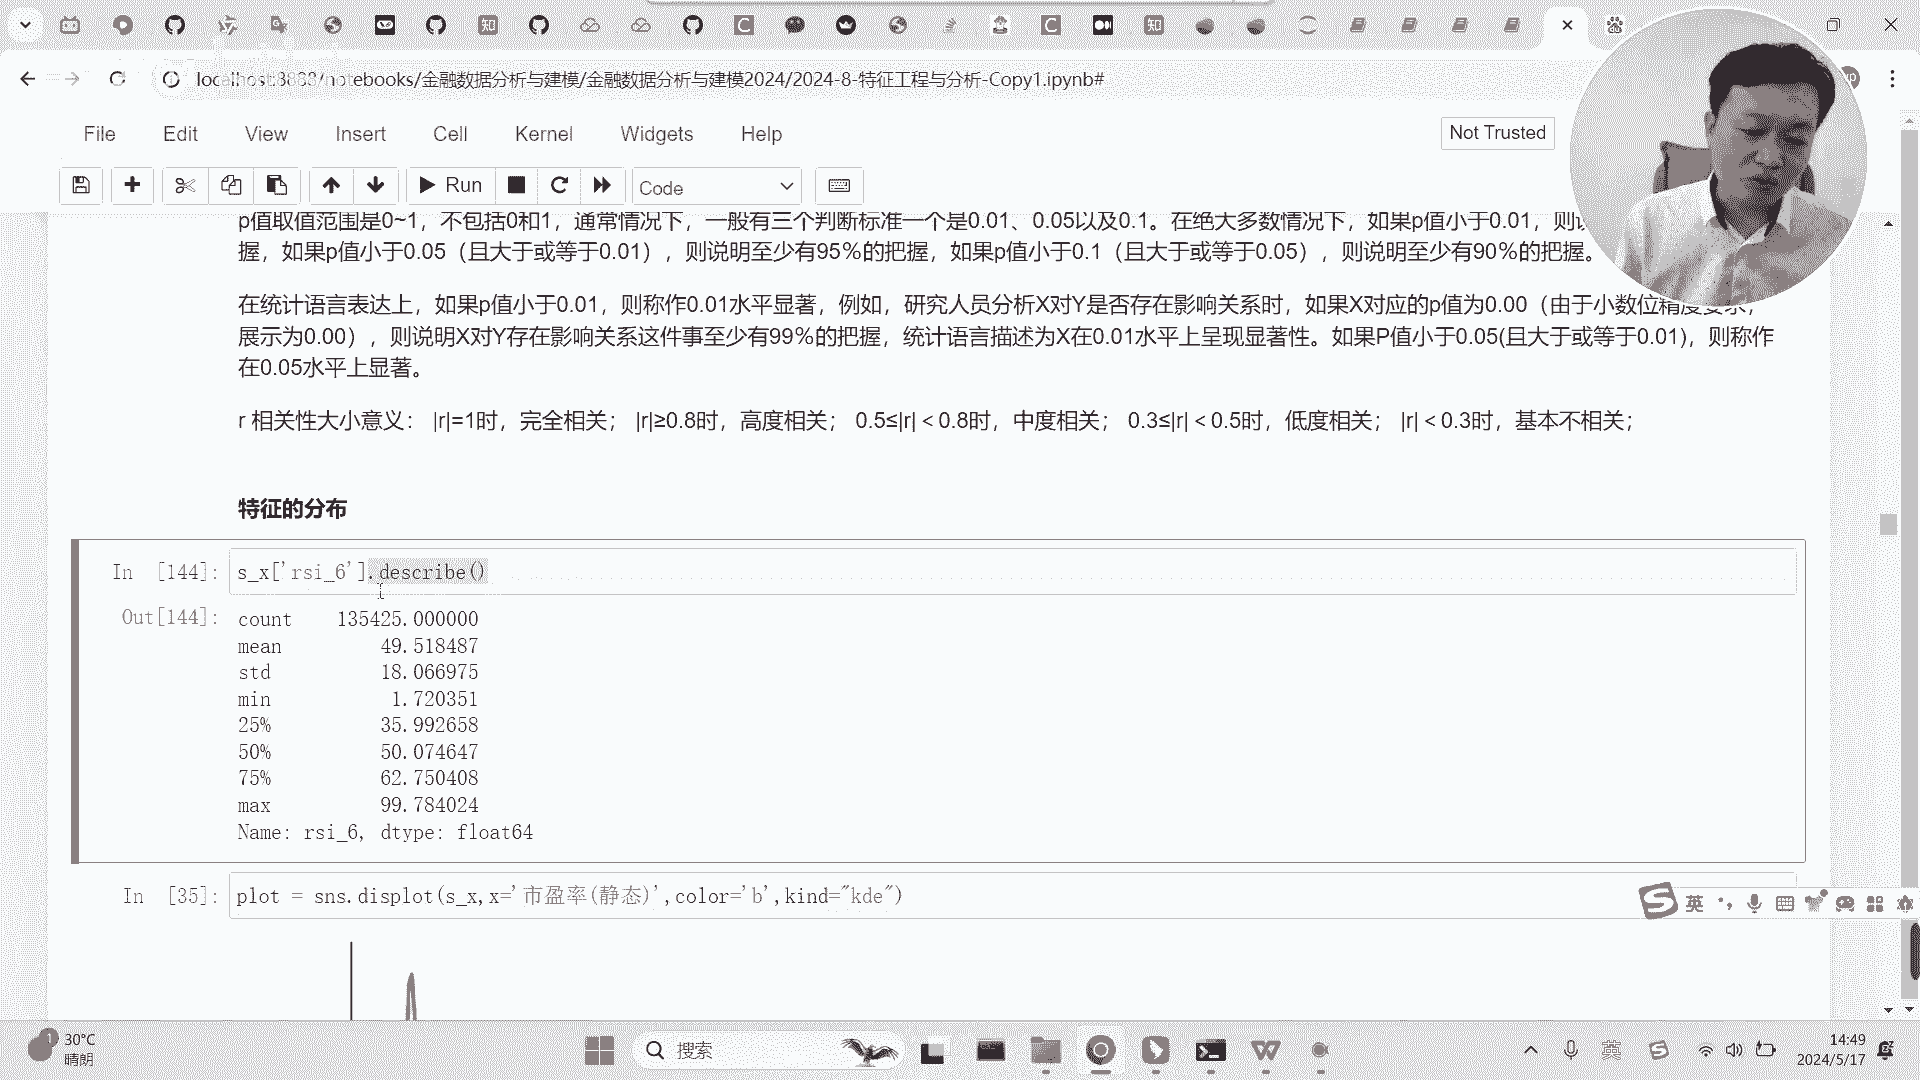 localhost:8888/notebooks/金融数据分析与建模/金融数据分析与建模2024/2024-8-特征工程与分析-Copy1.ipynb#
File Edit View Insert Cell Kernel Widgets Help
Not Trusted
Run
Code
p值取值范围是0~1，不包括0和1，通常情况下，一般有三个判断标准一个是0.01、0.05以及0.1。在绝大多数情况下，如果p值小于0.01，则
握，如果p值小于0.05（且大于或等于0.01），则说明至少有95%的把握，如果p值小于0.1（且大于或等于0.05），则说明至少有90%的把握。
在统计语言表达上，如果p值小于0.01，则称作0.01水平显著，例如，研究人员分析X对Y是否存在影响关系时，如果X对应的p值为0.00（由于小数位精度要求，
展示为0.00），则说明X对Y存在影响关系这件事至少有99%的把握，统计语言描述为X在0.01水平上呈现显著性。如果P值小于0.05(且大于或等于0.01)，则称作
在0.05水平上显著。
r 相关性大小意义： |r|=1时，完全相关； |r|≥0.8时，高度相关； 0.5≤|r|＜0.8时，中度相关； 0.3≤|r|＜0.5时，低度相关； |r|＜0.3时，基本不相关；
特征的分布
In [144]: s_x['rsi_6'].describe()
Out[144]: count 135425.000000
mean 49.518487
std 18.066975
min 1.720351
25% 35.992658
50% 50.074647
75% 62.750408
max 99.784024
Name: rsi_6, dtype: float64
In [35]: plot = sns.displot(s_x,x='市盈率(静态)',color='b',kind="kde")
英
30°C
晴朗
搜索
英
14:49
2024/5/17